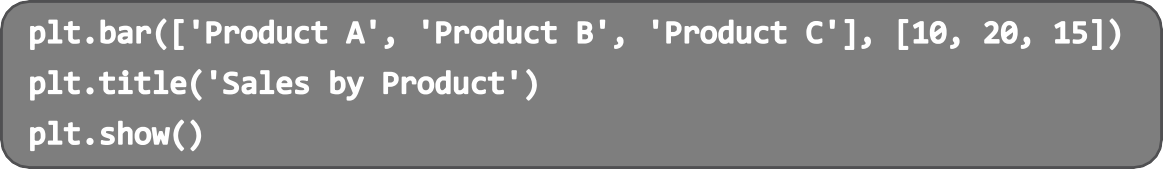 plt.bar(['Product A', 'Product B', 'Product C'], [10, 20, 15])
plt.title('Sales by Product')
plt.show()